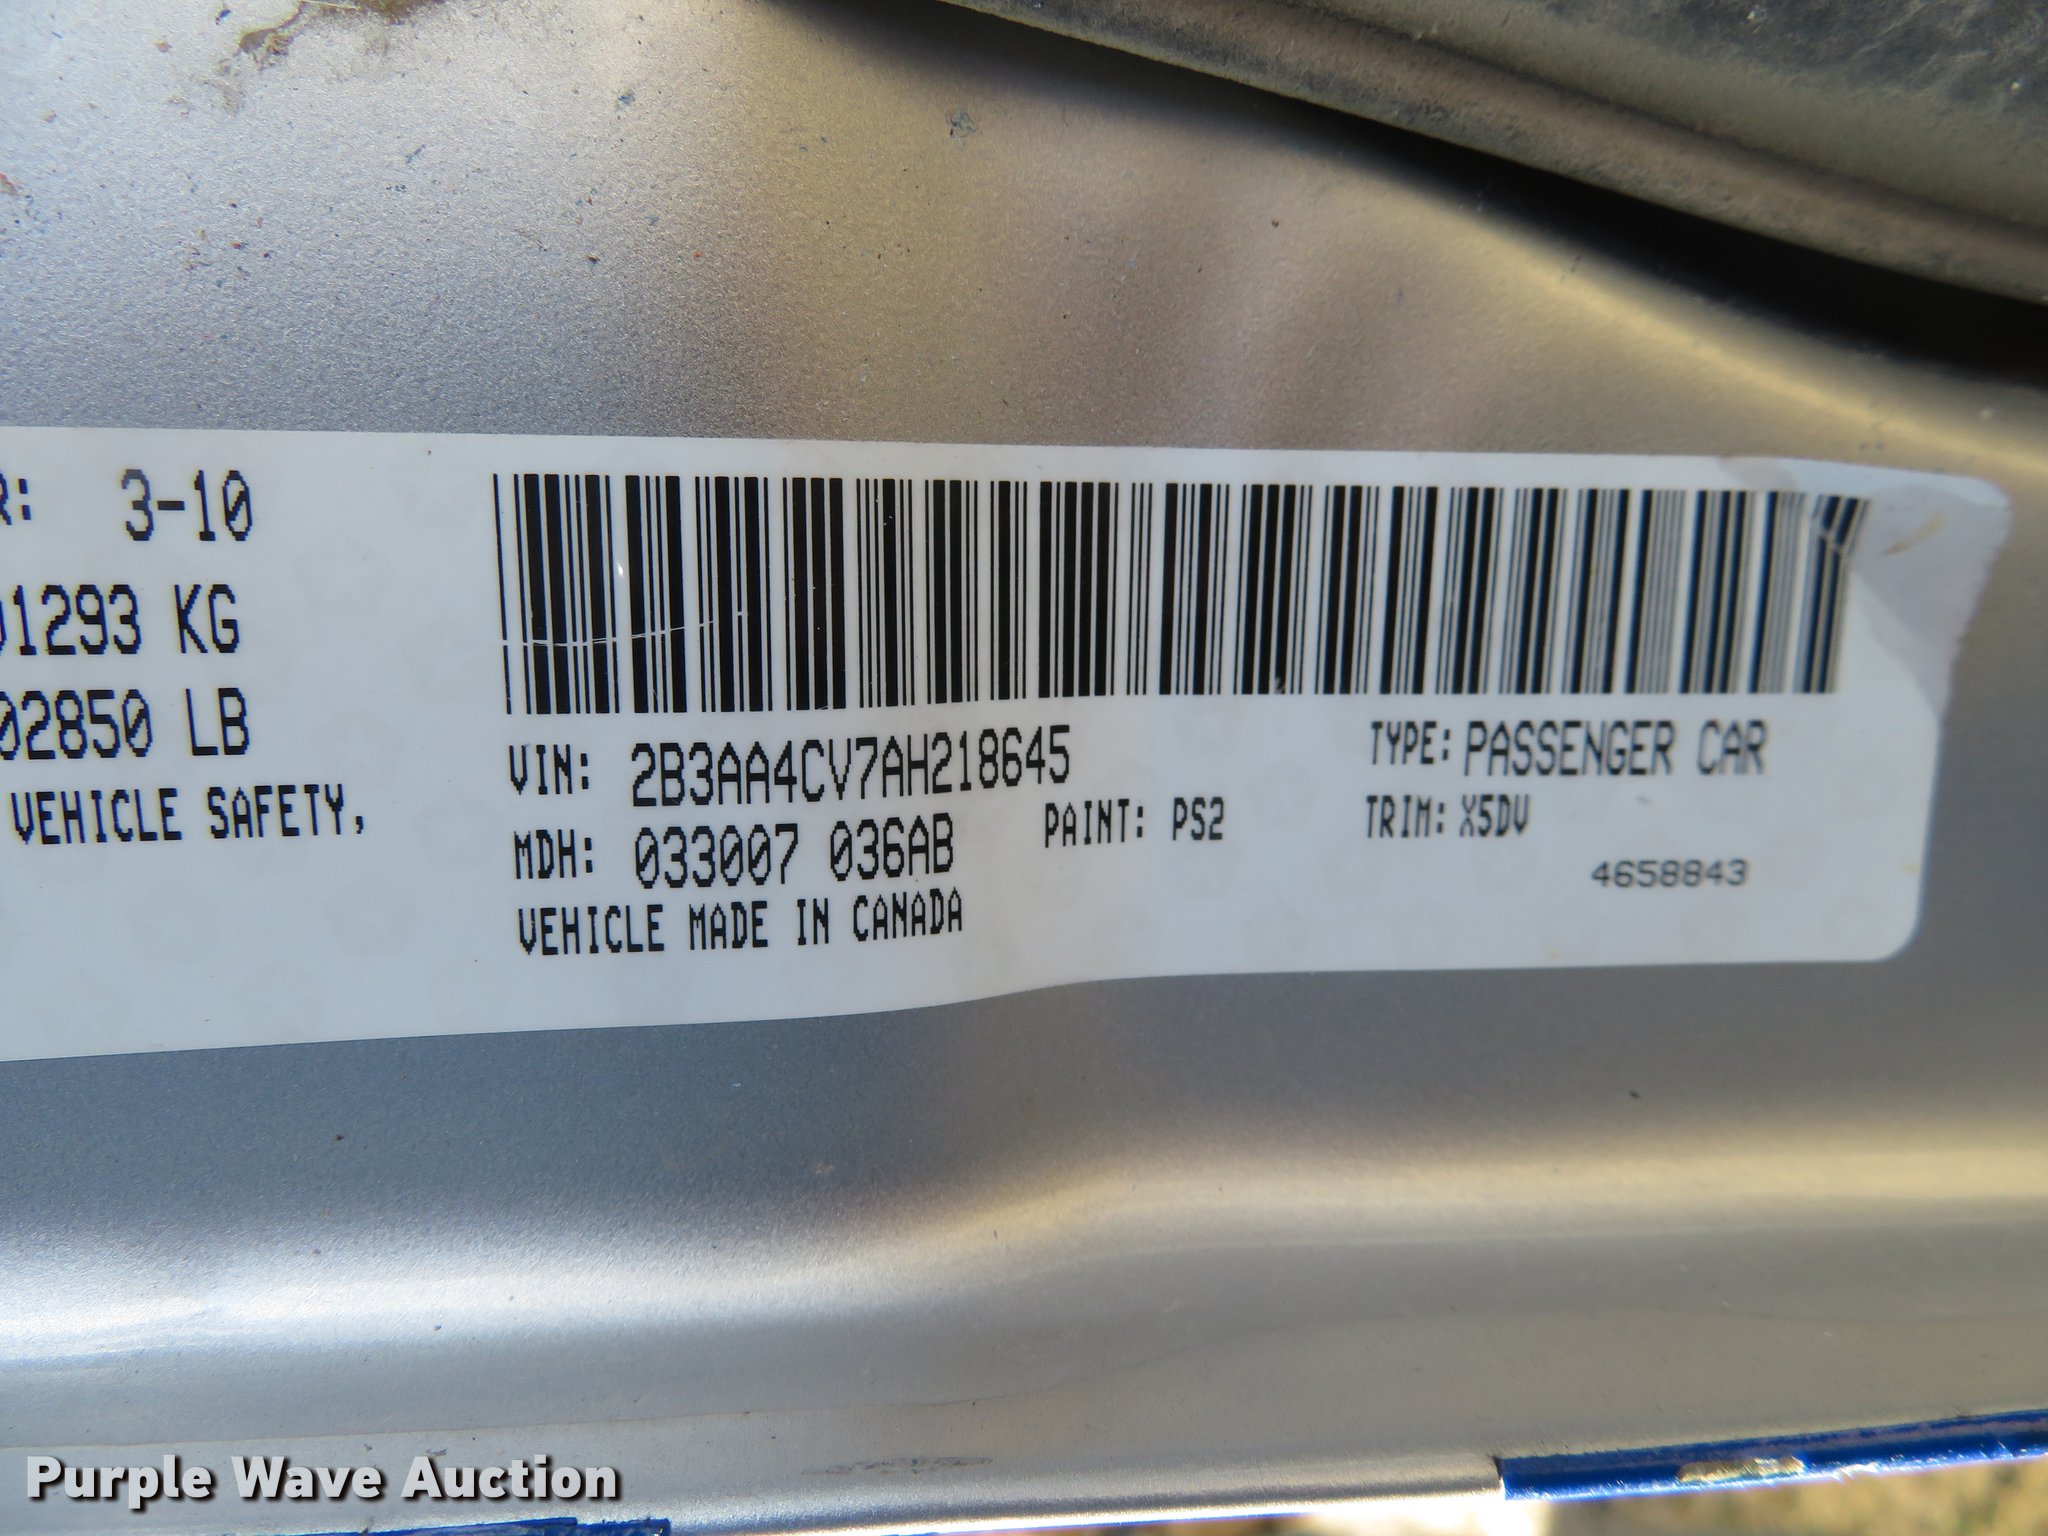 R: 3-10
01293 KG
02850 LB
VEHICLE SAFETY,
VIN: 2B3AA4CV7AH218645
TYPE: PASSENGER CAR
MDH: 033007 036AB
PAINT: PS2
TRIM: X5DV
VEHICLE MADE IN CANADA
4658843
Purple Wave Auction